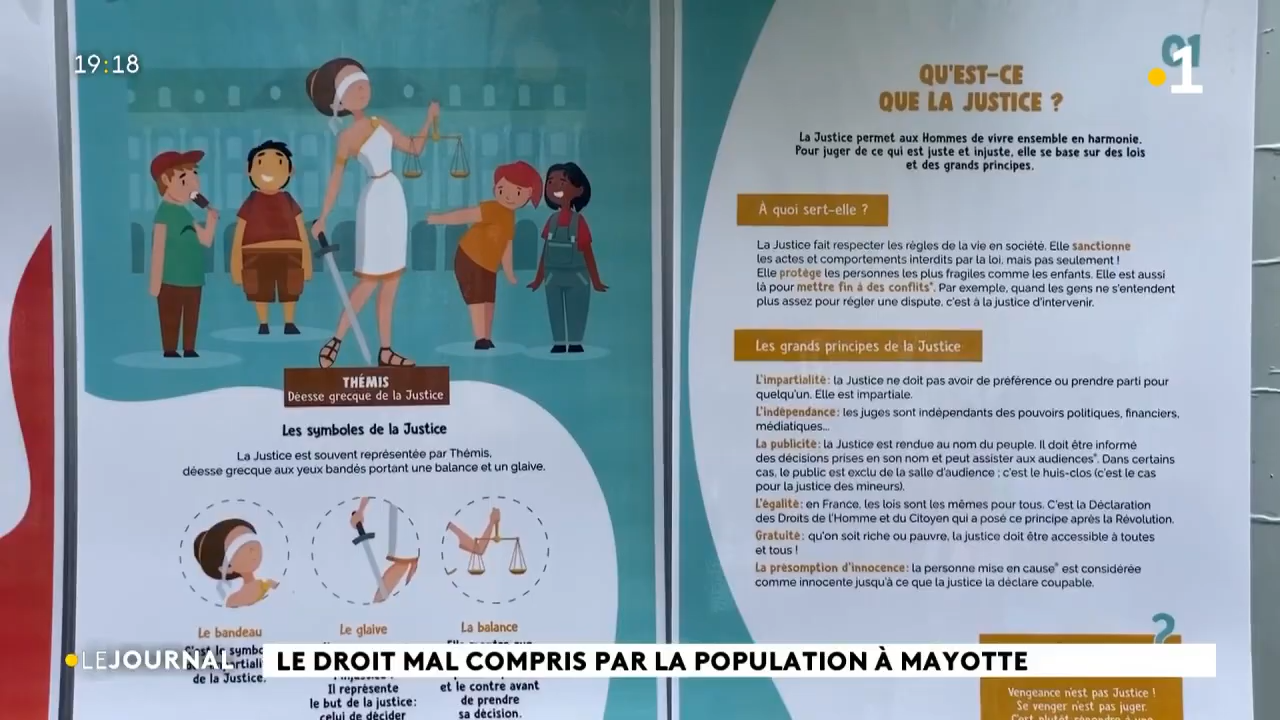 19:18
1
01
THÉMIS
Déesse grecque de la Justice
Les symboles de la Justice
La Justice est souvent représentée par Thémis,
déesse grecque aux yeux bandés portant une balance et un glaive.
Le bandeau
de la Justice.
Le glaive
Il représente
le but de la justice:
celui de décider
La balance
et le contre avant
de prendre
sa décision.
QU'EST-CE
QUE LA JUSTICE ?
La Justice permet aux Hommes de vivre ensemble en harmonie.
Pour juger de ce qui est juste et injuste, elle se base sur des lois
et des grands principes.
À quoi sert-elle ?
La Justice fait respecter les règles de la vie en société. Elle sanctionne
les actes et comportements interdits par la loi, mais pas seulement !
Elle protège les personnes les plus fragiles comme les enfants. Elle est aussi
là pour mettre fin à des conflits*. Par exemple, quand les gens ne s'entendent
plus assez pour régler une dispute, c'est à la justice d'intervenir.
Les grands principes de la Justice
L'impartialité: la Justice ne doit pas avoir de préférence ou prendre parti pour
quelqu'un. Elle est impartiale.
L'indépendance: les juges sont indépendants des pouvoirs politiques, financiers,
médiatiques...
La publicité: la Justice est rendue au nom du peuple. Il doit être informé
des décisions prises en son nom et peut assister aux audiences*. Dans certains
cas, le public est exclu de la salle d'audience : c'est le huis-clos (c'est le cas
pour la justice des mineurs).
L'égalité: en France, les lois sont les mêmes pour tous. C'est la Déclaration
des Droits de l'Homme et du Citoyen qui a posé ce principe après la Révolution.
Gratuité: qu'on soit riche ou pauvre, la justice doit être accessible à toutes
et tous !
La présomption d'innocence: la personne mise en cause* est considérée
comme innocente jusqu'à ce que la justice la déclare coupable.
?
Vengeance n'est pas Justice !
Se venger n'est pas juger.
LE JOURNAL
LE DROIT MAL COMPRIS PAR LA POPULATION À MAYOTTE